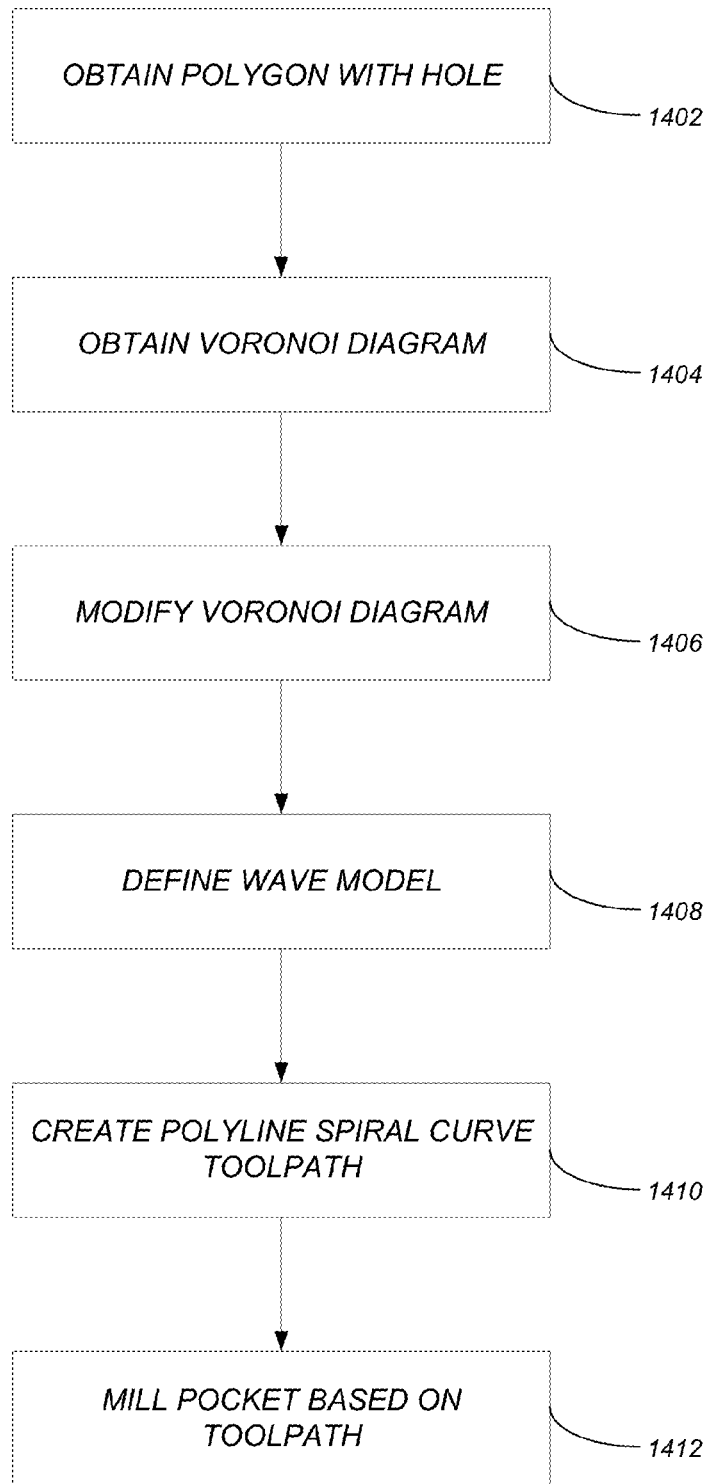 OBTAIN POLYGON WITH HOLE
1402
OBTAIN VORONOI DIAGRAM
1404
MODIFY VORONOI DIAGRAM
1406
DEFINE WAVE MODEL
1408
CREATE POLYLINE SPIRAL CURVE
TOOLPATH
1410
MILL POCKET BASED ON
TOOLPATH
1412